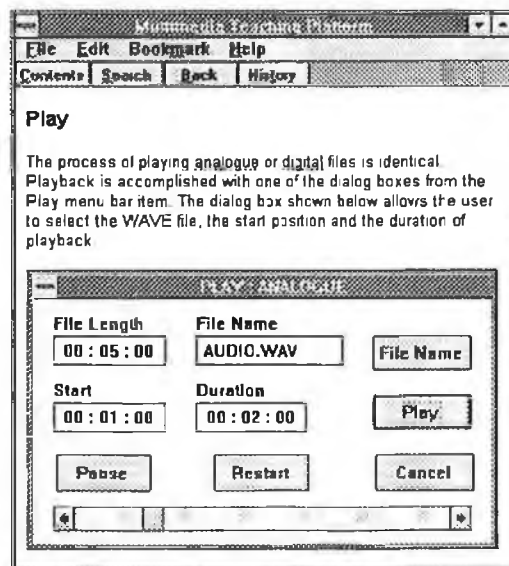 Multimedia Teaching Platform
File Edit Bookmark Help
Contents Search Back History
Play
The process of playing analogue or digital files is identical
Playback is accomplished with one of the dialog boxes from the
Play menu bar item. The dialog box shown below allows the user
to select the WAVE file, the start position and the duration of
playback
PLAY : ANALOGUE
File Length File Name
00 : 05 : 00 AUDIO.WAV File Name
Start Duration
00 : 01 : 00 00 : 02 : 00 Play
Pause Restart Cancel